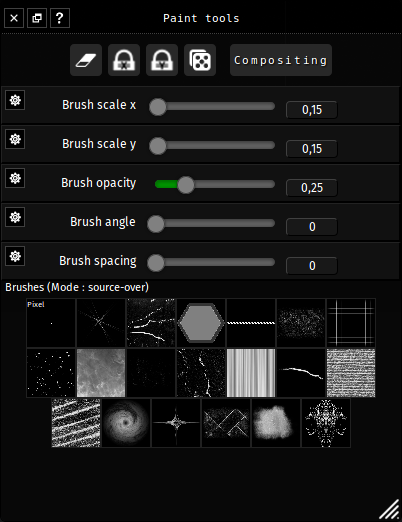 Paint tools
Compositing
Brush scale x 0,15
Brush scale y 0,15
Brush opacity 0,25
Brush angle 0
Brush spacing 0
Brushes (Mode : source-over)
Pixel